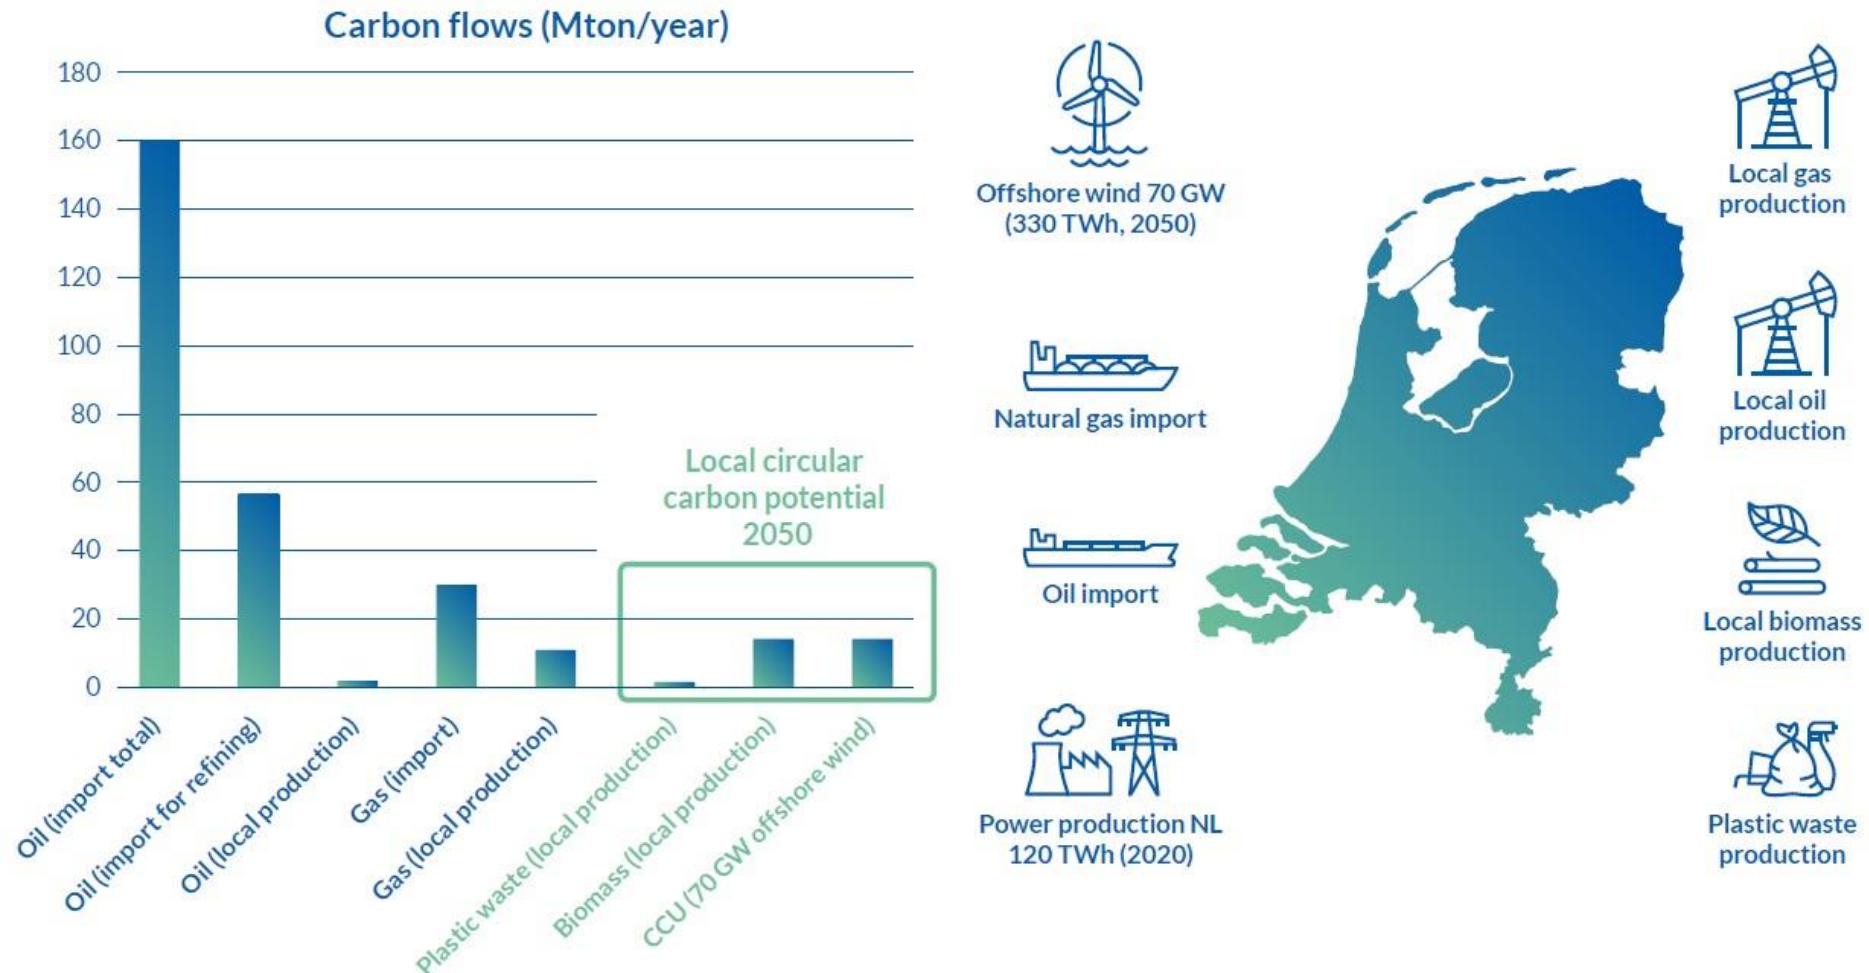 Carbon flows (Mton/year)
180
160
140
120
100
80
60
40
20
0
Local circular
carbon potential
2050
Oil (import total)
Oil (import for refining)
Oil (local production)
Gas (import)
Gas (local production)
Plastic waste (local production)
Biomass (local production)
CCU (70 GW offshore wind)
Offshore wind 70 GW
(330 TWh, 2050)
Natural gas import
Oil import
Power production NL
120 TWh (2020)
Local gas
production
Local oil
production
Local biomass
production
Plastic waste
production